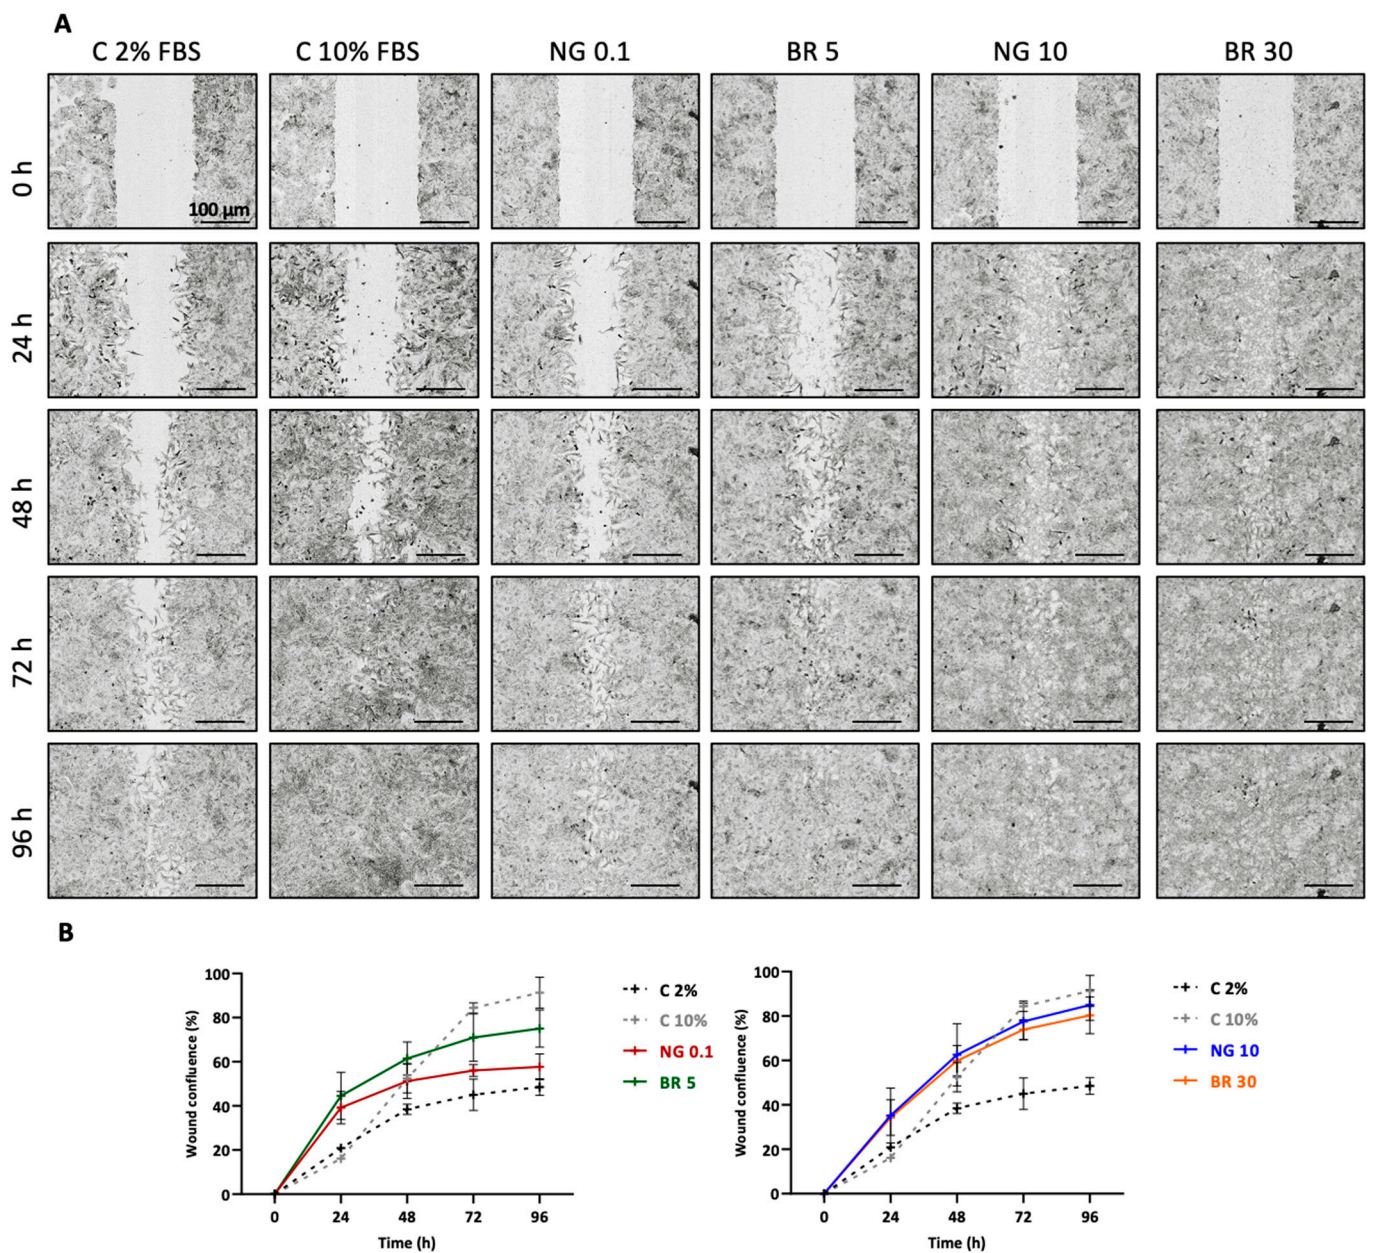 A
C 2% FBS C 10% FBS NG 0.1 BR 5 NG 10 BR 30
0 h
100 µm
24 h
48 h
72 h
96 h
B
Wound confluence (%)
100
80
60
40
20
0
0 24 48 72 96
Time (h)
C 2%
C 10%
NG 0.1
BR 5
Wound confluence (%)
100
80
60
40
20
0
0 24 48 72 96
Time (h)
C 2%
C 10%
NG 10
BR 30